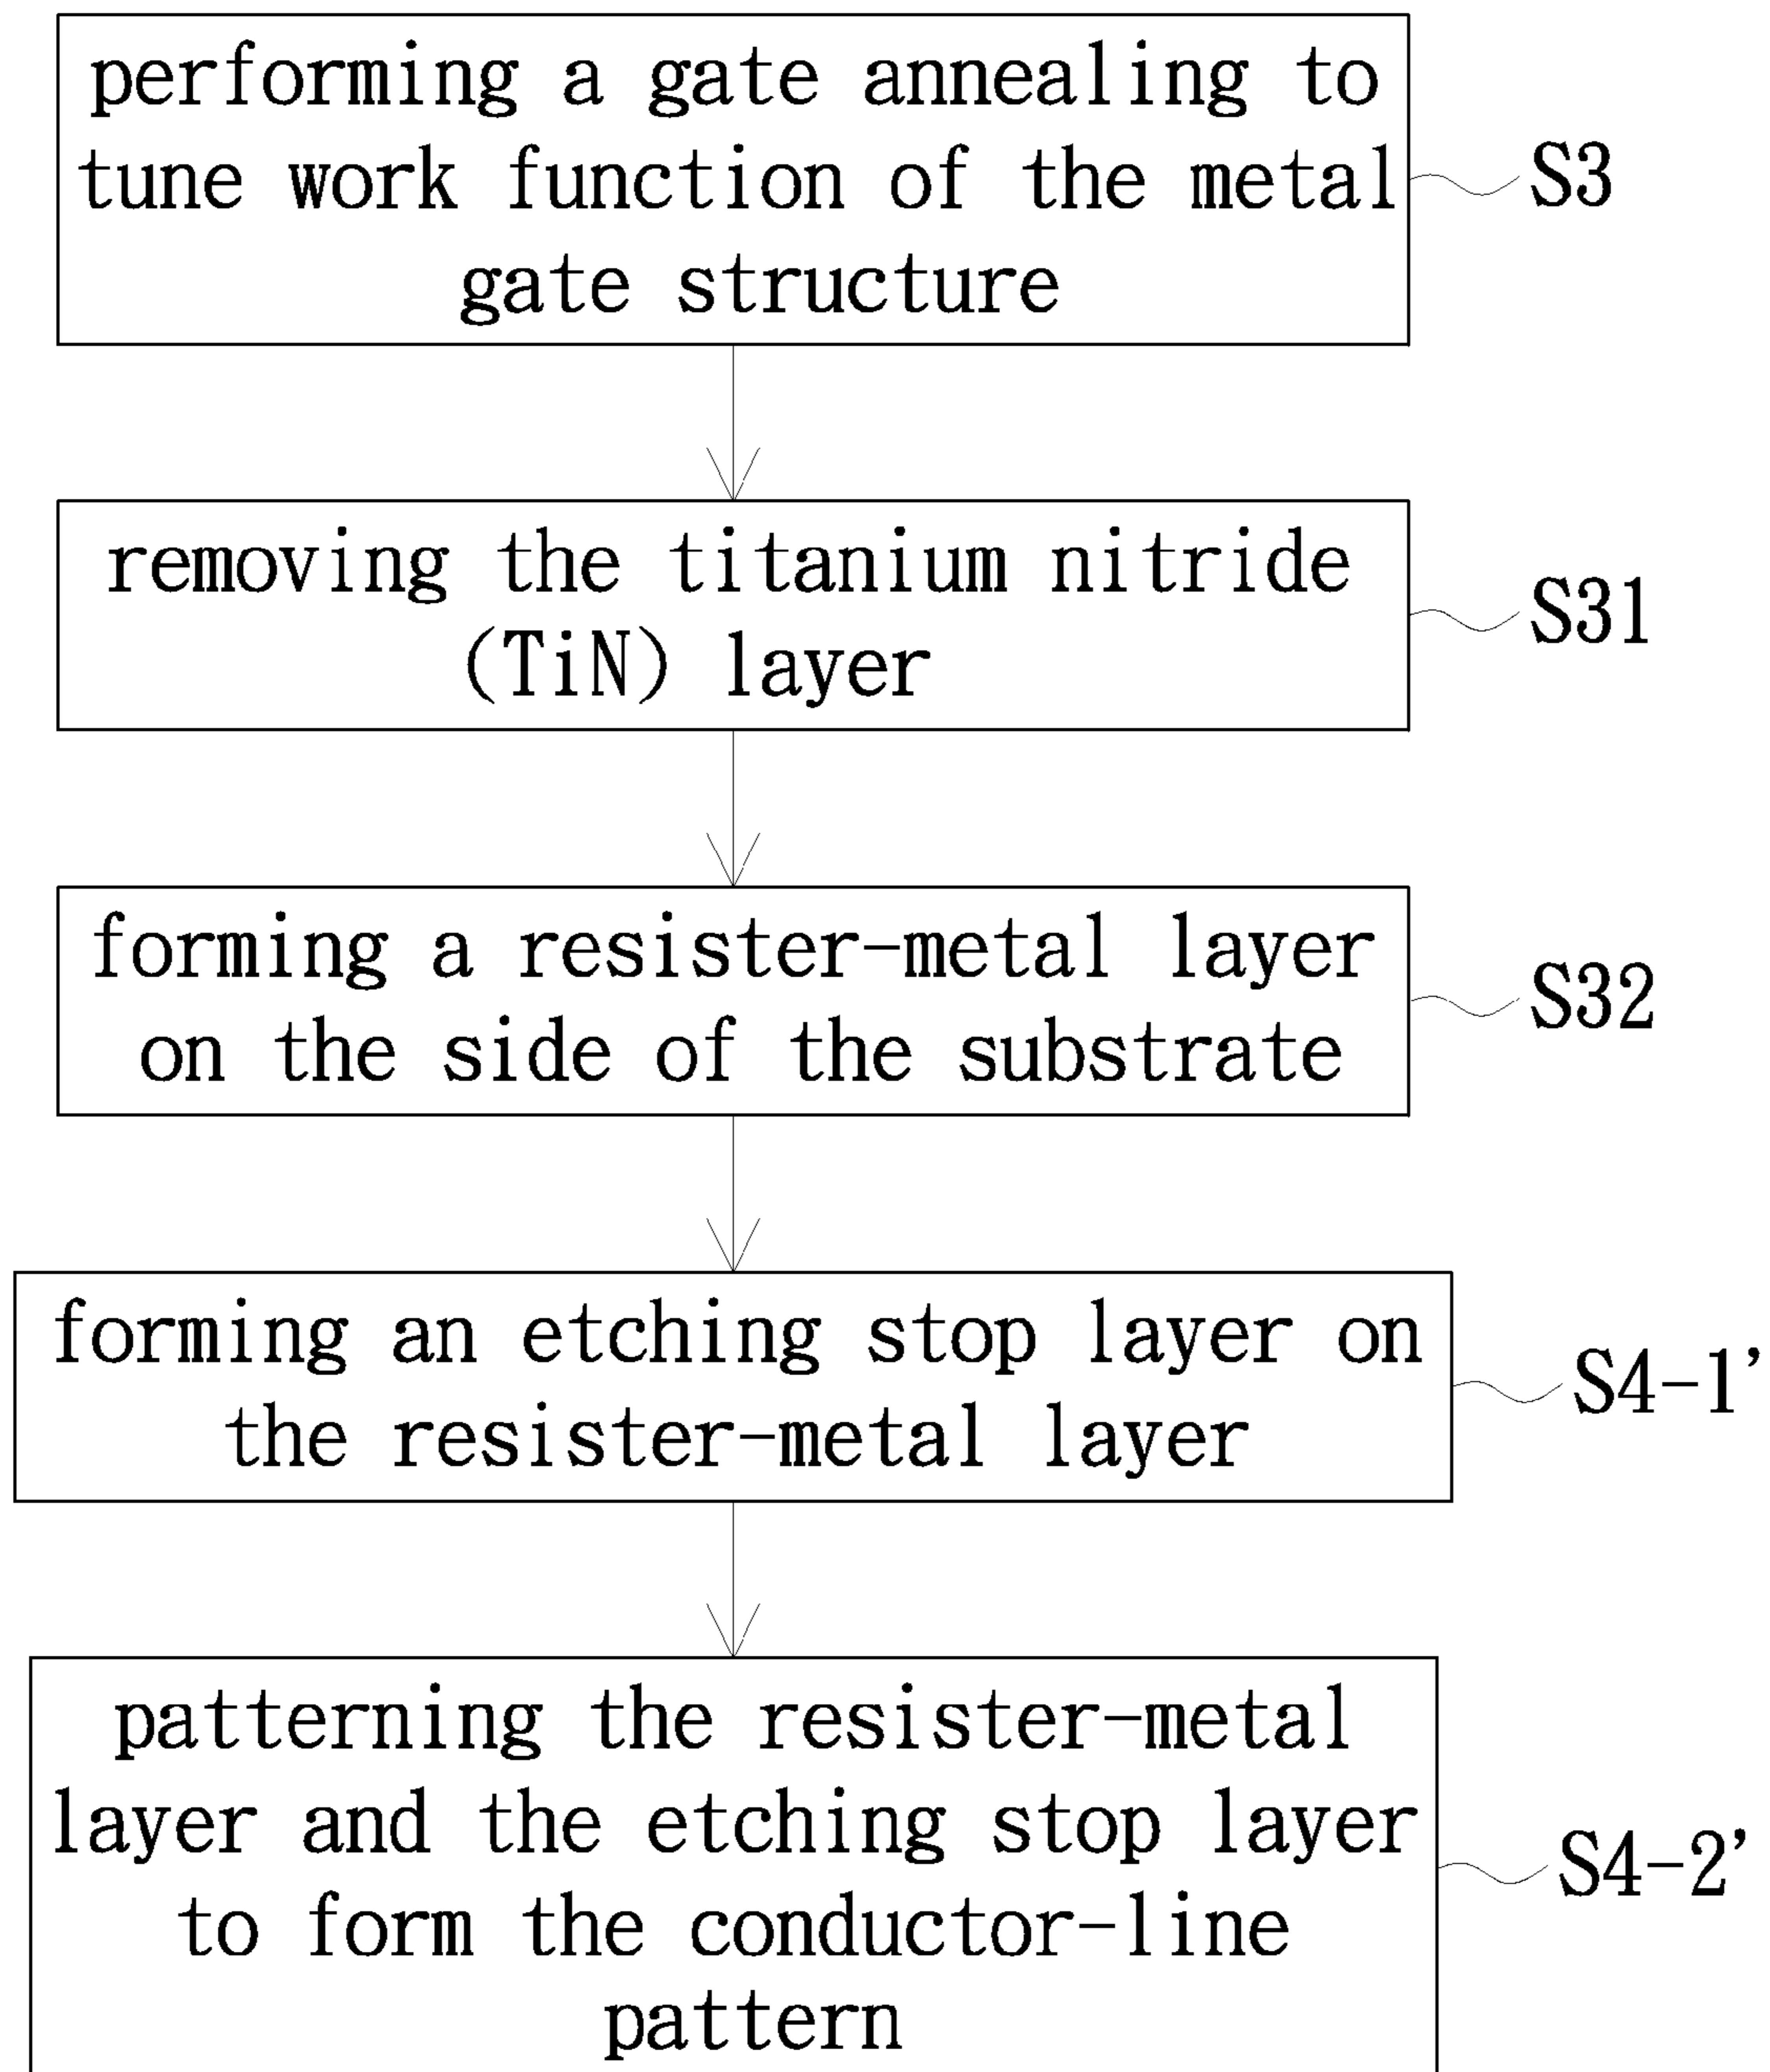 performing a gate annealing to
tune work function of the metal
gate structure
S3
removing the titanium nitride
(TiN) layer
S31
forming a resister-metal layer
on the side of the substrate
S32
forming an etching stop layer on
the resister-metal layer
S4-1'
patterning the resister-metal
layer and the etching stop layer
to form the conductor-line
pattern
S4-2'